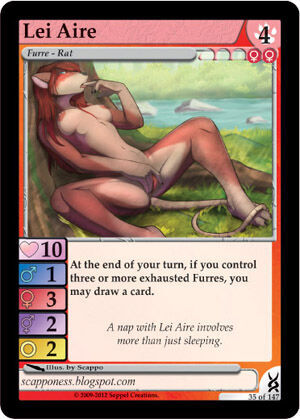 Lei Aire
4
Furre - Rat
10
1
3
2
2
At the end of your turn, if you control
three or more exhausted Furres, you
may draw a card.
A nap with Lei Aire involves
more than just sleeping.
Illus. by Scappo
scapponess.blogspot.com
35 of 147
© 2009-2012 Seppel Creations.